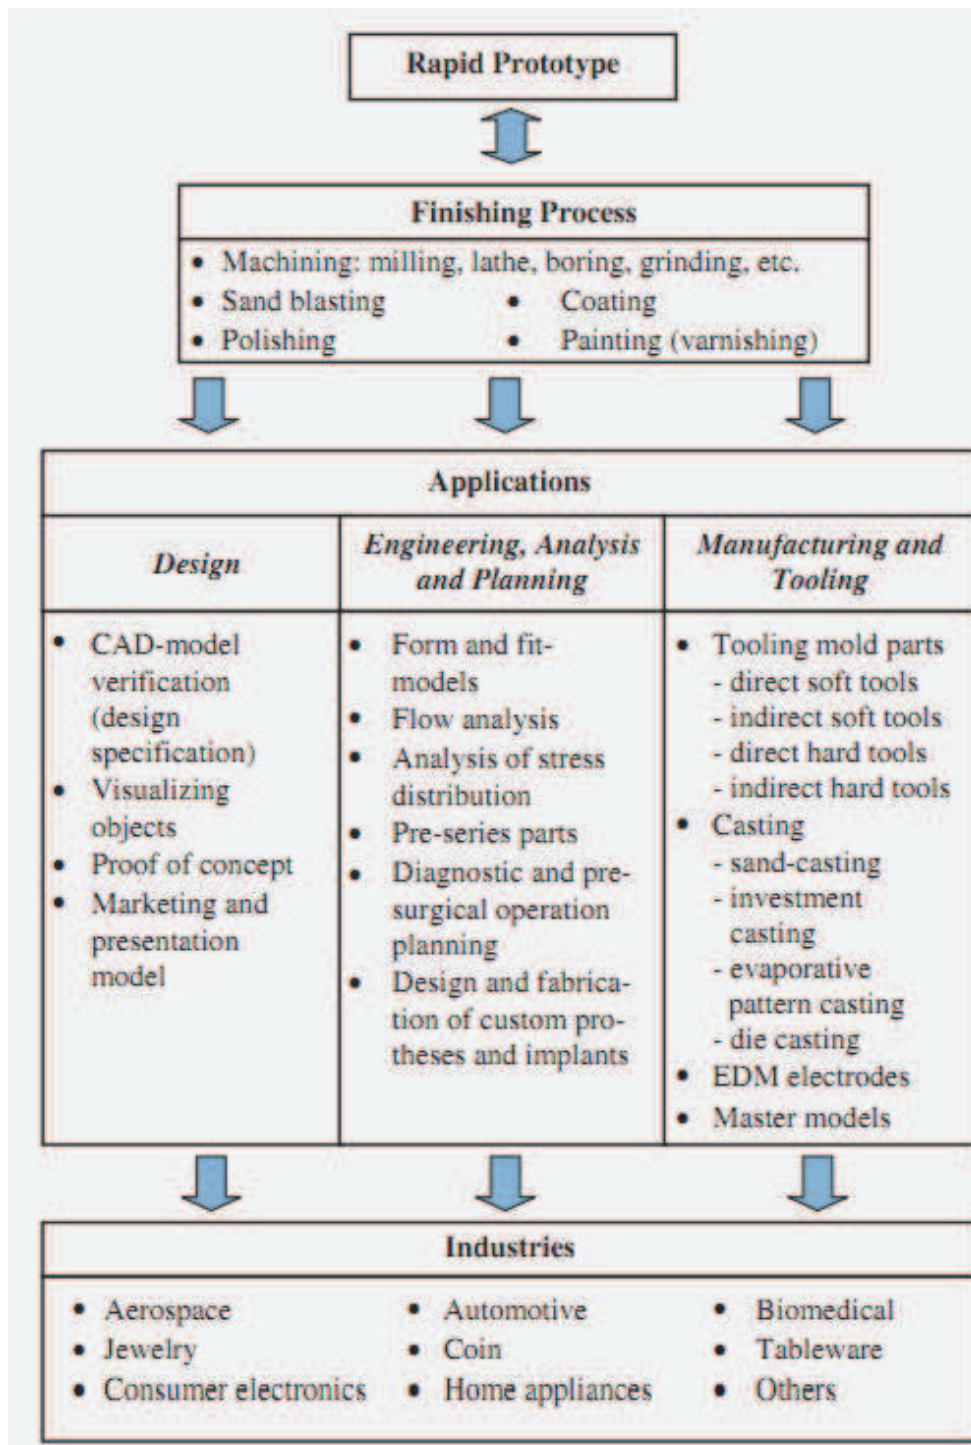 Rapid Prototype
Finishing Process
• Machining: milling, lathe, boring, grinding, etc.
• Sand blasting • Coating
• Polishing • Painting (varnishing)
Applications
Design
Engineering, Analysis
and Planning
Manufacturing and
Tooling
• CAD-model
verification
(design
specification)
• Visualizing
objects
• Proof of concept
• Marketing and
presentation
model
• Form and fit-
models
• Flow analysis
• Analysis of stress
distribution
• Pre-series parts
• Diagnostic and pre-
surgical operation
planning
• Design and fabrica-
tion of custom pro-
theses and implants
• Tooling mold parts
- direct soft tools
- indirect soft tools
- direct hard tools
- indirect hard tools
• Casting
- sand-casting
- investment
casting
- evaporative
pattern casting
- die casting
• EDM electrodes
• Master models
Industries
• Aerospace • Automotive • Biomedical
• Jewelry • Coin • Tableware
• Consumer electronics • Home appliances • Others